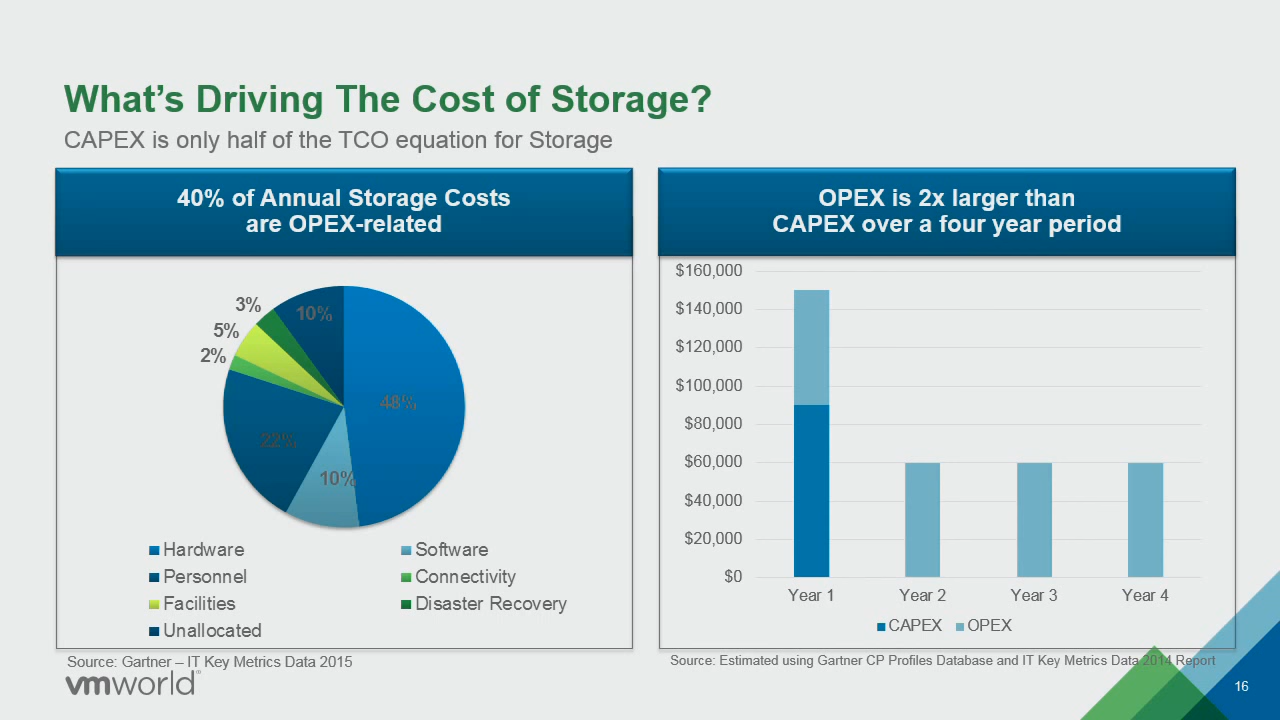 What's Driving The Cost of Storage?
CAPEX is only half of the TCO equation for Storage
40% of Annual Storage Costs
are OPEX-related
3%
10%
5%
2%
48%
22%
10%
Hardware
Software
Personnel
Connectivity
Facilities
Disaster Recovery
Unallocated
Source: Gartner – IT Key Metrics Data 2015
OPEX is 2x larger than
CAPEX over a four year period
$160,000
$140,000
$120,000
$100,000
$80,000
$60,000
$40,000
$20,000
$0
Year 1 Year 2 Year 3 Year 4
CAPEX OPEX
Source: Estimated using Gartner CP Profiles Database and IT Key Metrics Data 2014 Report
vmworld®
16